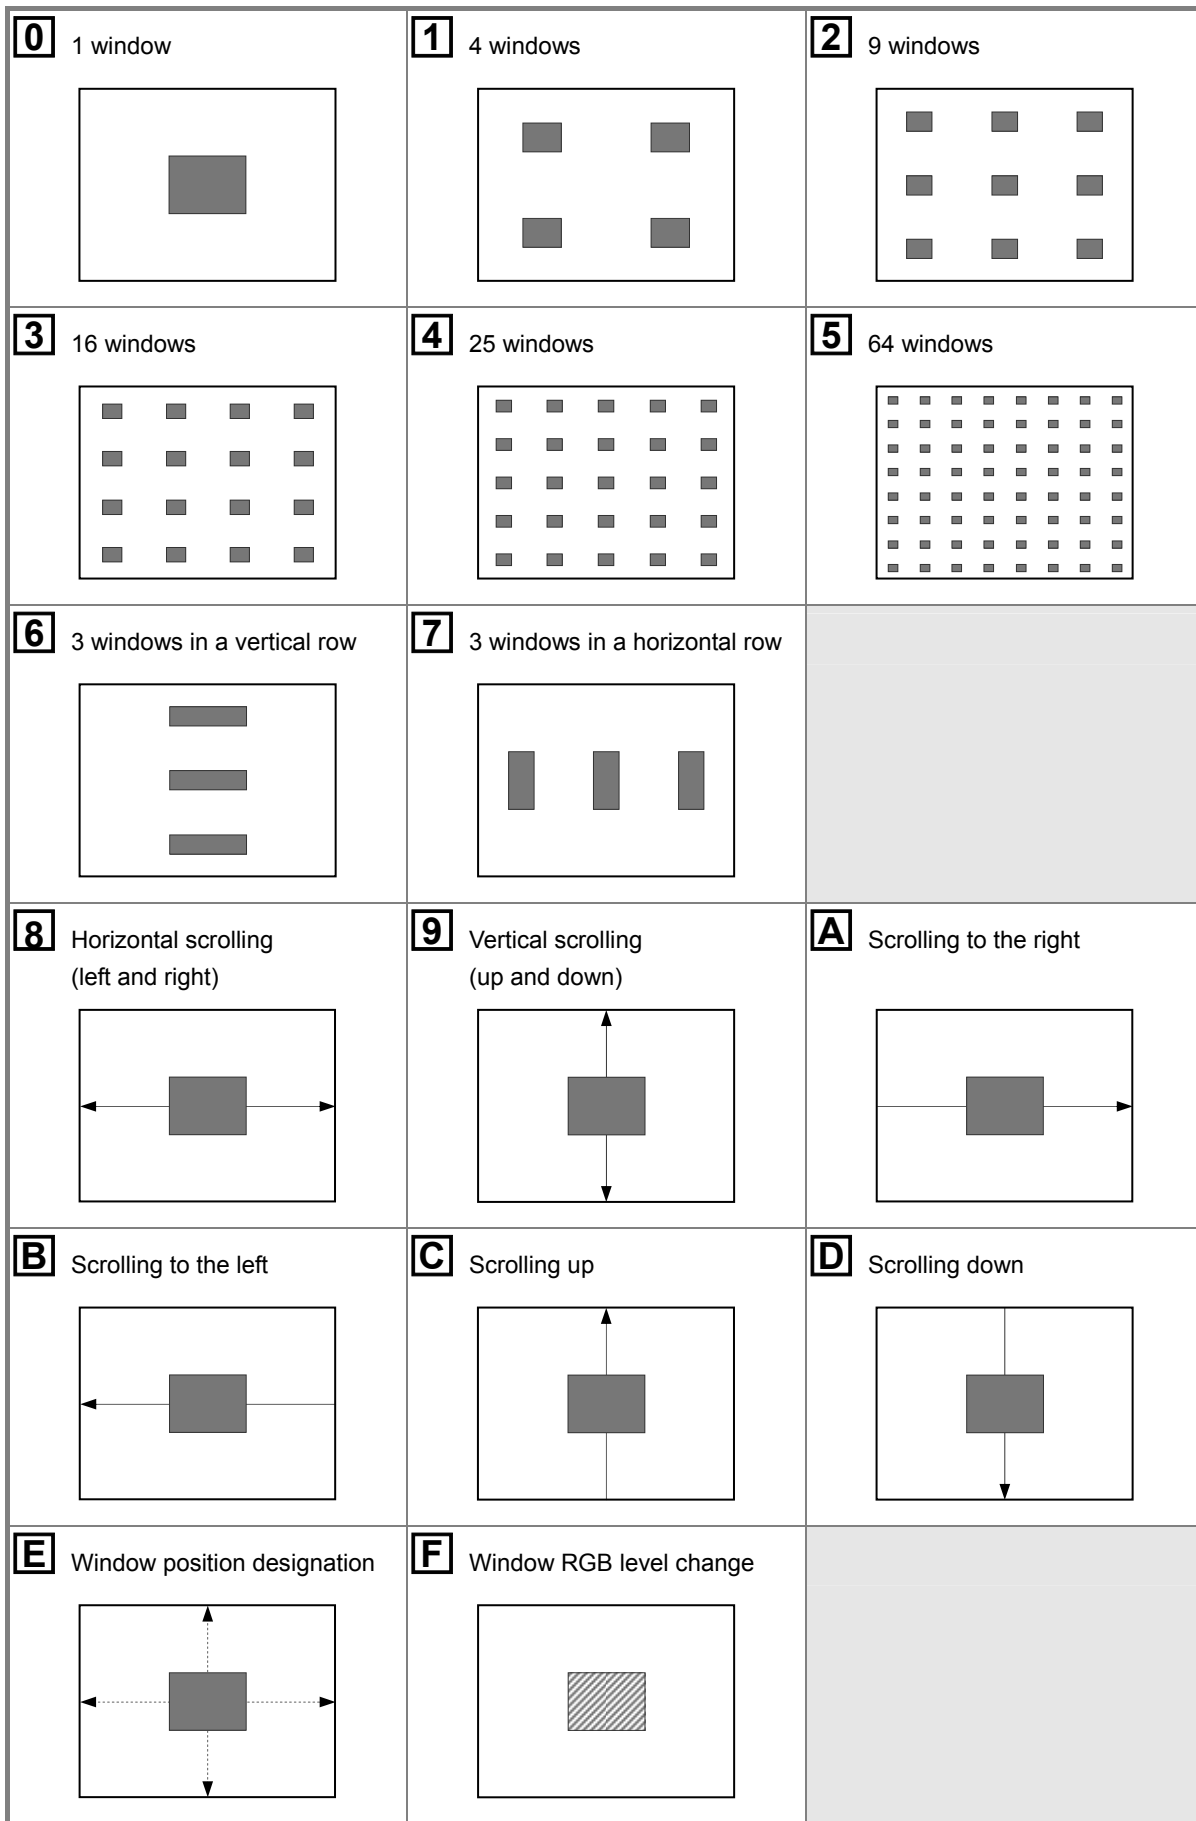 0 1 window
1 4 windows
2 9 windows
3 16 windows
4 25 windows
5 64 windows
6 3 windows in a vertical row
7 3 windows in a horizontal row
8 Horizontal scrolling
(left and right)
9 Vertical scrolling
(up and down)
A Scrolling to the right
B Scrolling to the left
C Scrolling up
D Scrolling down
E Window position designation
F Window RGB level change